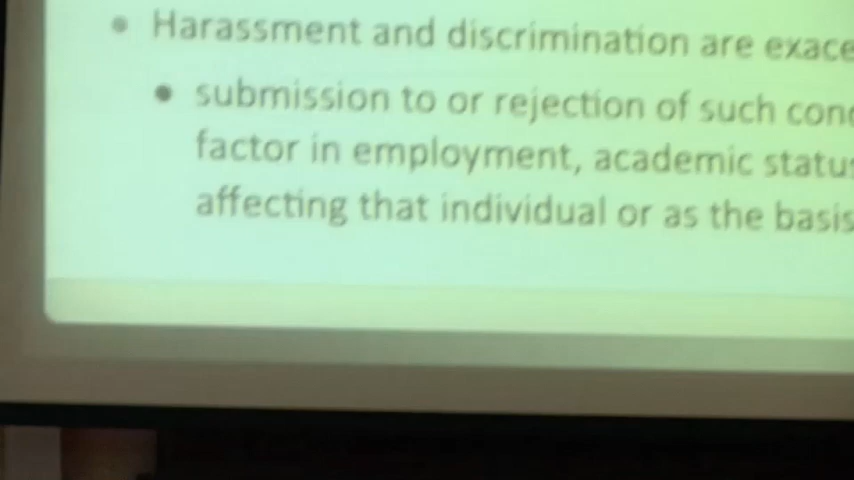 • Harassment and discrimination are exace
• submission to or rejection of such con
factor in employment, academic statu
affecting that individual or as the basis